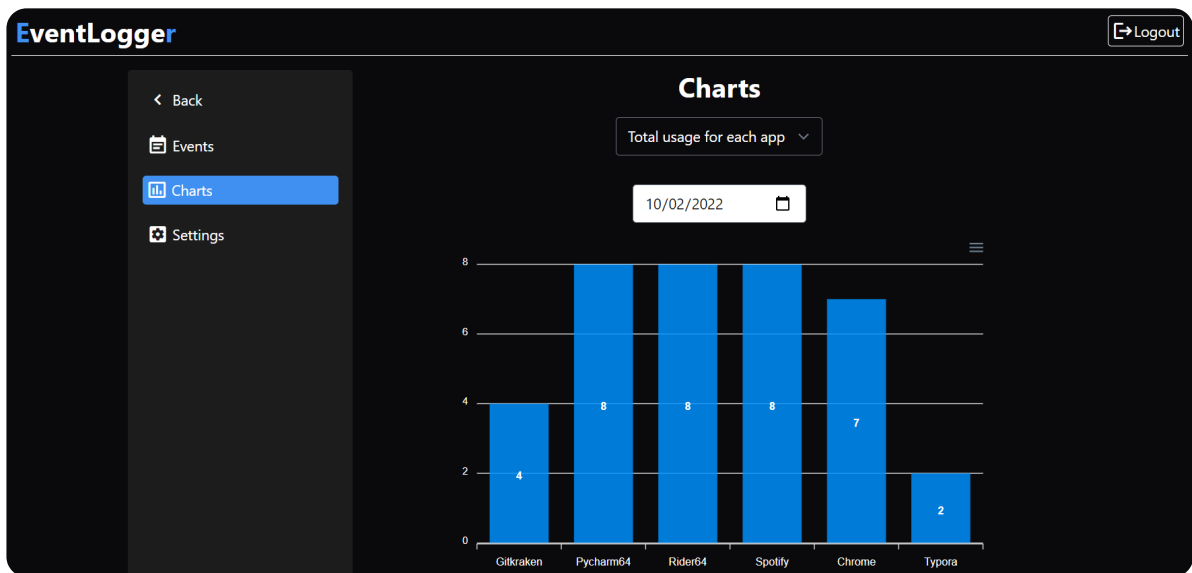 EventLogger
Logout
Back
Events
Charts
Settings
Charts
Total usage for each app
10/02/2022
8
6
4
2
0
4
8
8
8
7
2
Gitkraken
Pycharm64
Rider64
Spotify
Chrome
Typora